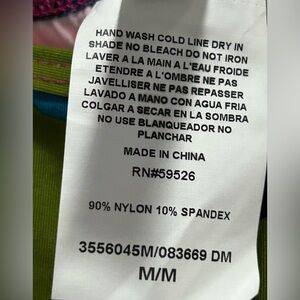 HAND WASH COLD LINE DRY IN
SHADE NO BLEACH DO NOT IRON
LAVER A LA MAIN A L'EAU FROIDE
ETENDRE A L'OMBRE NE PAS
JAVELLISER NE PAS REPASSER
LAVADO A MANO CON AGUA FRIA
COLGAR A SECAR EN LA SOMBRA
NO USE BLANQUEADOR NO
PLANCHAR
MADE IN CHINA
RN#59526
90% NYLON 10% SPANDEX
3556045M/083669 DM
M/M